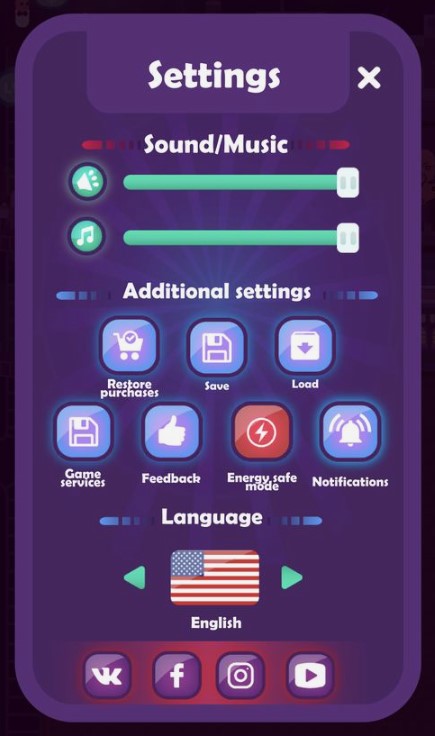 Settings
Sound/Music
Additional settings
Restore
purchases
Save
Load
Game
services
Feedback
Energy safe
mode
Notifications
Language
English